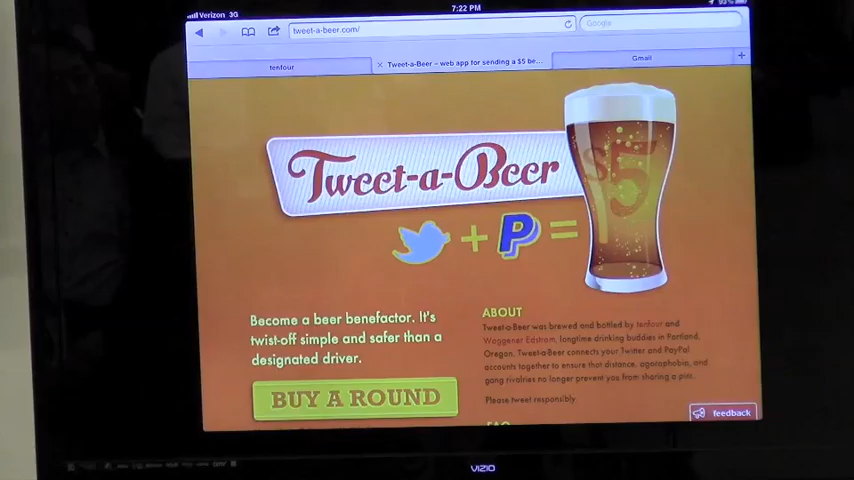 Verizon 3G
7:22 PM
93%
tweet-a-beer.com/
Google
tenfour
Tweet-a-Beer – web app for sending a $5 be...
Gmail
Tweet-a-Beer
$5
+ P =
Become a beer benefactor. It's
twist-off simple and safer than a
designated driver.
BUY A ROUND
ABOUT
Tweet-a-Beer was brewed and bottled by tenfour and
Waggener Edstrom, longtime drinking buddies in Portland,
Oregon. Tweet-a-Beer connects your Twitter and PayPal
accounts together to ensure that distance, agoraphobia, and
gang rivalries no longer prevent you from sharing a pint.
Please tweet responsibly.
FAQ
feedback
VIZIO